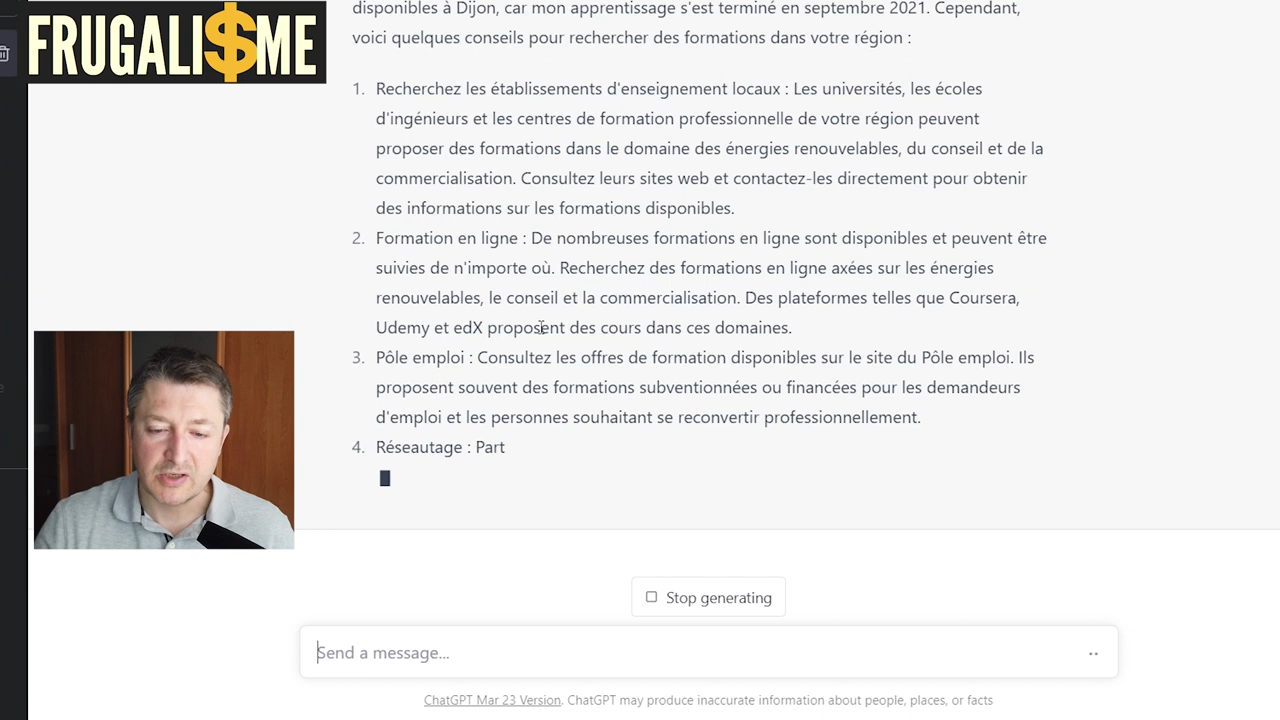 FRUGALI$ME
disponibles à Dijon, car mon apprentissage s'est terminé en septembre 2021. Cependant,
voici quelques conseils pour rechercher des formations dans votre région :
1. Recherchez les établissements d'enseignement locaux : Les universités, les écoles
d'ingénieurs et les centres de formation professionnelle de votre région peuvent
proposer des formations dans le domaine des énergies renouvelables, du conseil et de la
commercialisation. Consultez leurs sites web et contactez-les directement pour obtenir
des informations sur les formations disponibles.
2. Formation en ligne : De nombreuses formations en ligne sont disponibles et peuvent être
suivies de n'importe où. Recherchez des formations en ligne axées sur les énergies
renouvelables, le conseil et la commercialisation. Des plateformes telles que Coursera,
Udemy et edX proposent des cours dans ces domaines.
3. Pôle emploi : Consultez les offres de formation disponibles sur le site du Pôle emploi. Ils
proposent souvent des formations subventionnées ou financées pour les demandeurs
d'emploi et les personnes souhaitant se reconvertir professionnellement.
4. Réseautage : Part
Stop generating
Send a message...
ChatGPT Mar 23 Version. ChatGPT may produce inaccurate information about people, places, or facts